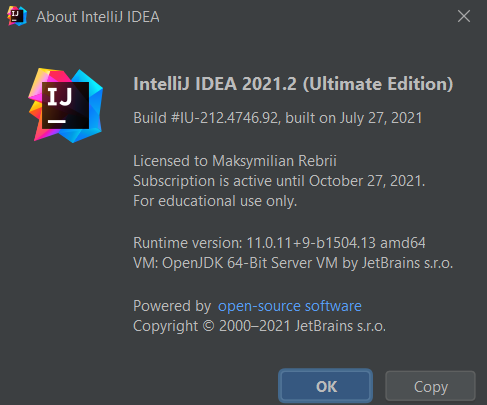 About IntelliJ IDEA
IJ
IntelliJ IDEA 2021.2 (Ultimate Edition)
Build #IU-212.4746.92, built on July 27, 2021
Licensed to Maksymilian Rebrii
Subscription is active until October 27, 2021.
For educational use only.
Runtime version: 11.0.11+9-b1504.13 amd64
VM: OpenJDK 64-Bit Server VM by JetBrains s.r.o.
Powered by open-source software
Copyright © 2000–2021 JetBrains s.r.o.
OK Copy